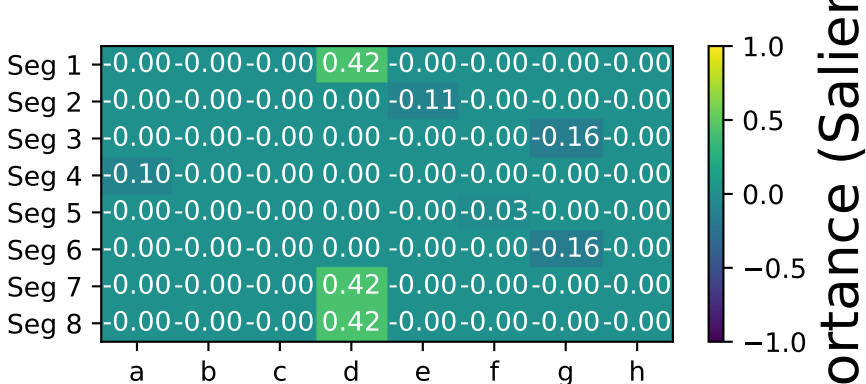 Seg 1 -0.00 -0.00 -0.00 0.42 -0.00 -0.00 -0.00 -0.00
Seg 2 -0.00 -0.00 -0.00 0.00 -0.11 -0.00 -0.00 -0.00
Seg 3 -0.00 -0.00 -0.00 0.00 -0.00 -0.00 -0.16 -0.00
Seg 4 -0.10 -0.00 -0.00 0.00 -0.00 -0.00 -0.00 -0.00
Seg 5 -0.00 -0.00 -0.00 0.00 -0.00 -0.03 -0.00 -0.00
Seg 6 -0.00 -0.00 -0.00 0.00 -0.00 -0.00 -0.16 -0.00
Seg 7 -0.00 -0.00 -0.00 0.42 -0.00 -0.00 -0.00 -0.00
Seg 8 -0.00 -0.00 -0.00 0.42 -0.00 -0.00 -0.00 -0.00
a b c d e f g h
1.0
0.5
0.0
−0.5
−1.0
ortance (Salien